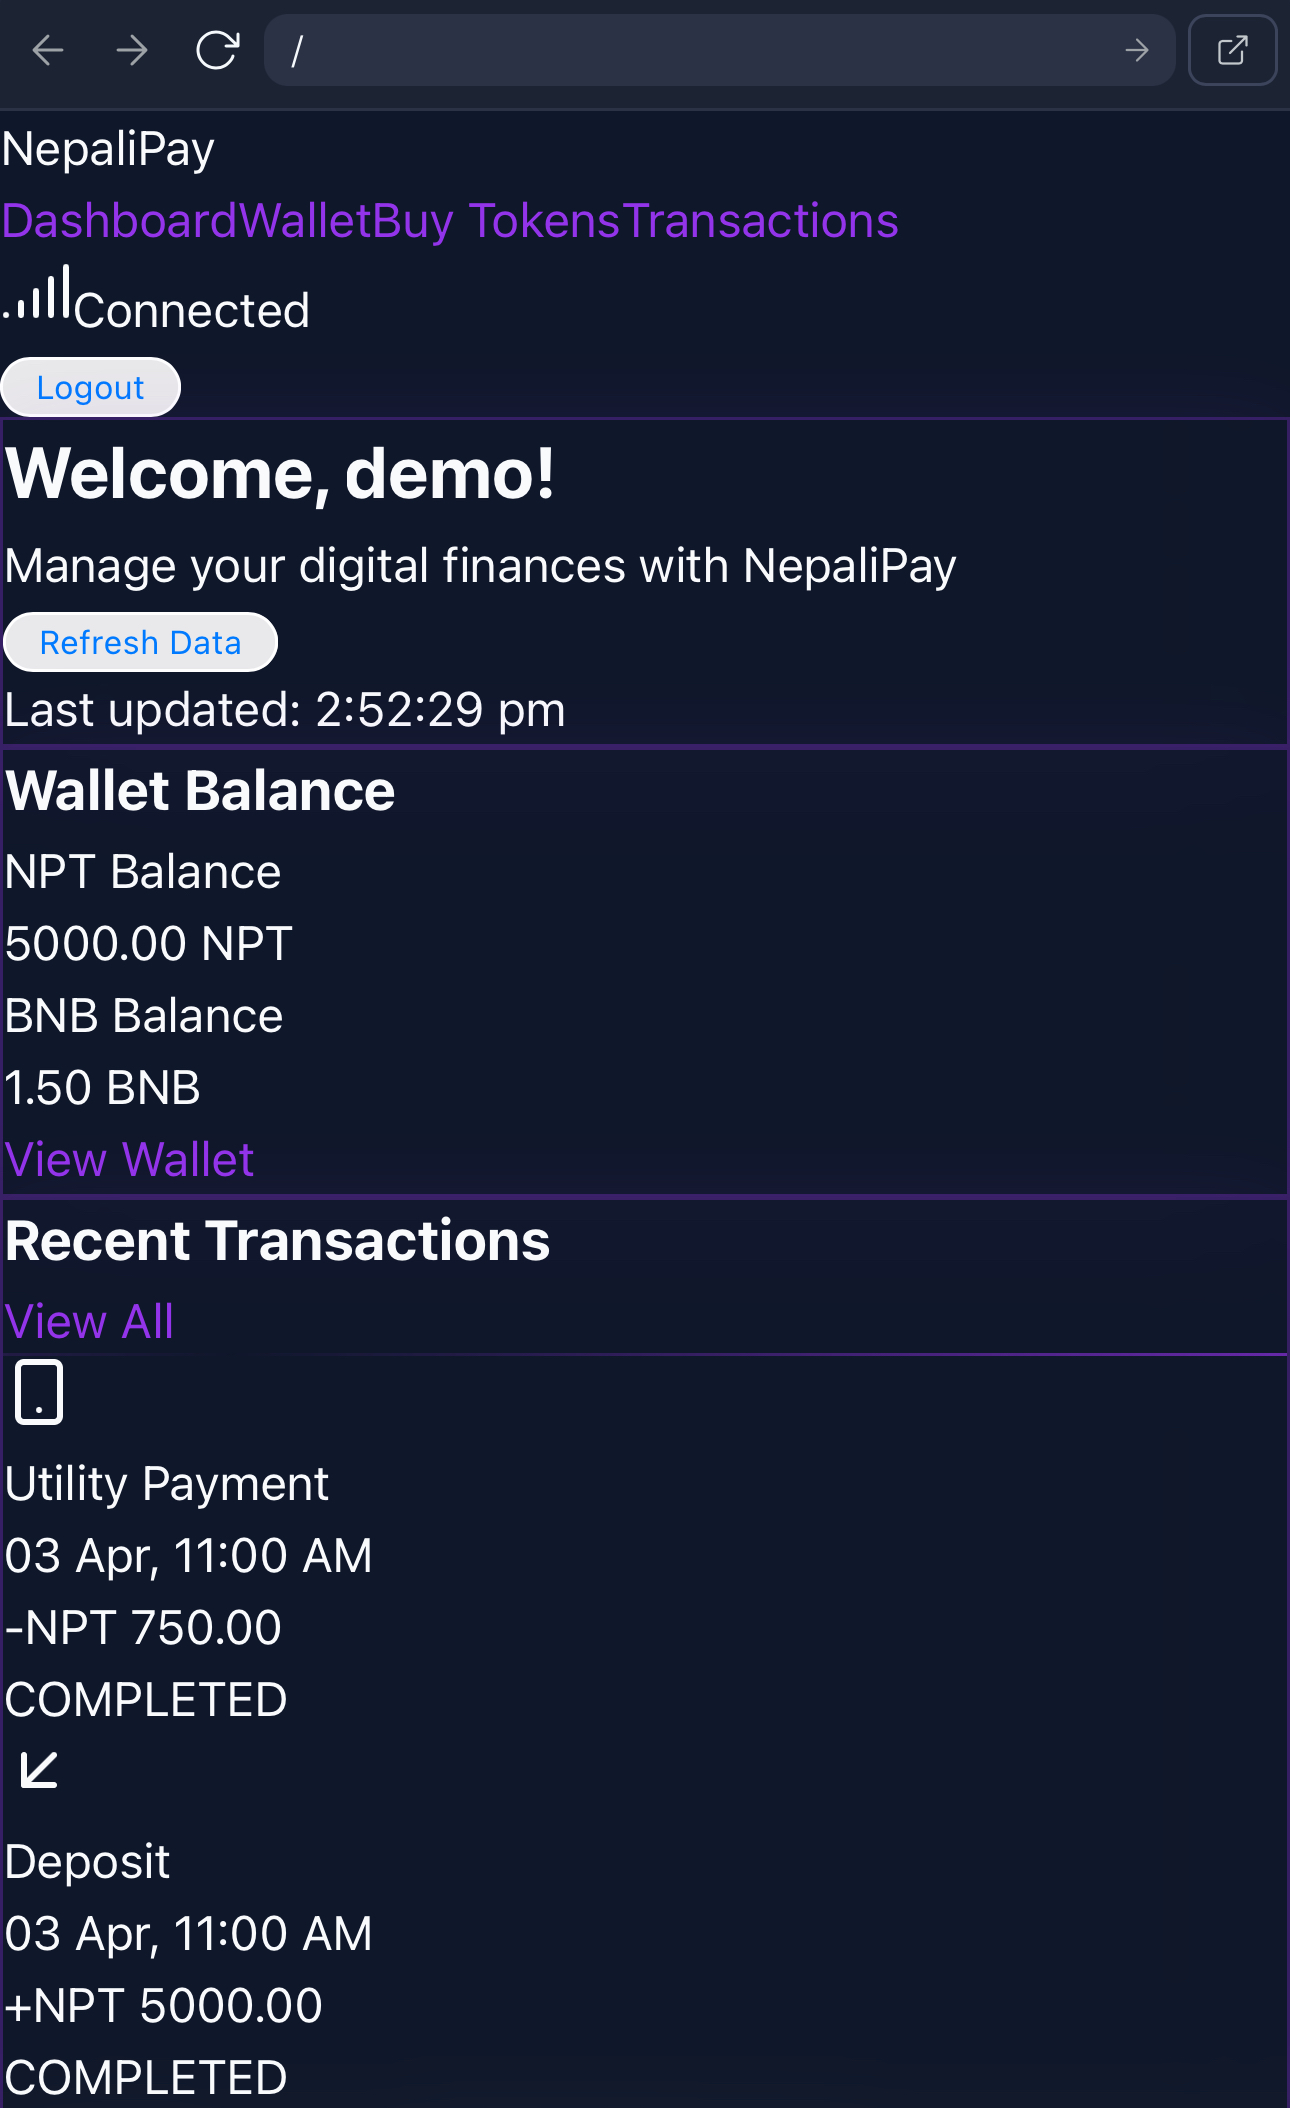 /
NepaliPay
DashboardWalletBuy TokensTransactions
Connected
Logout
Welcome, demo!
Manage your digital finances with NepaliPay
Refresh Data
Last updated: 2:52:29 pm
Wallet Balance
NPT Balance
5000.00 NPT
BNB Balance
1.50 BNB
View Wallet
Recent Transactions
View All
Utility Payment
03 Apr, 11:00 AM
-NPT 750.00
COMPLETED
Deposit
03 Apr, 11:00 AM
+NPT 5000.00
COMPLETED